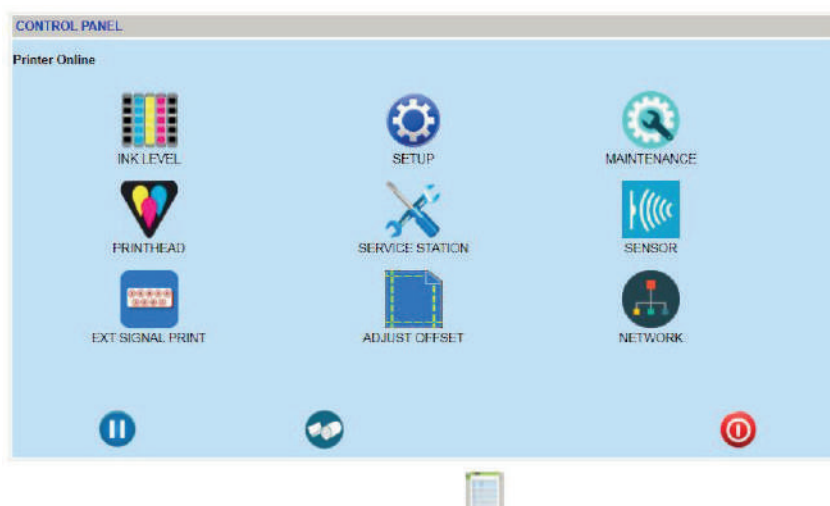 CONTROL PANEL
Printer Online
INK LEVEL
SETUP
MAINTENANCE
PRINTHEAD
SERVICE STATION
SENSOR
EXT SIGNAL PRINT
ADJUST OFFSET
NETWORK